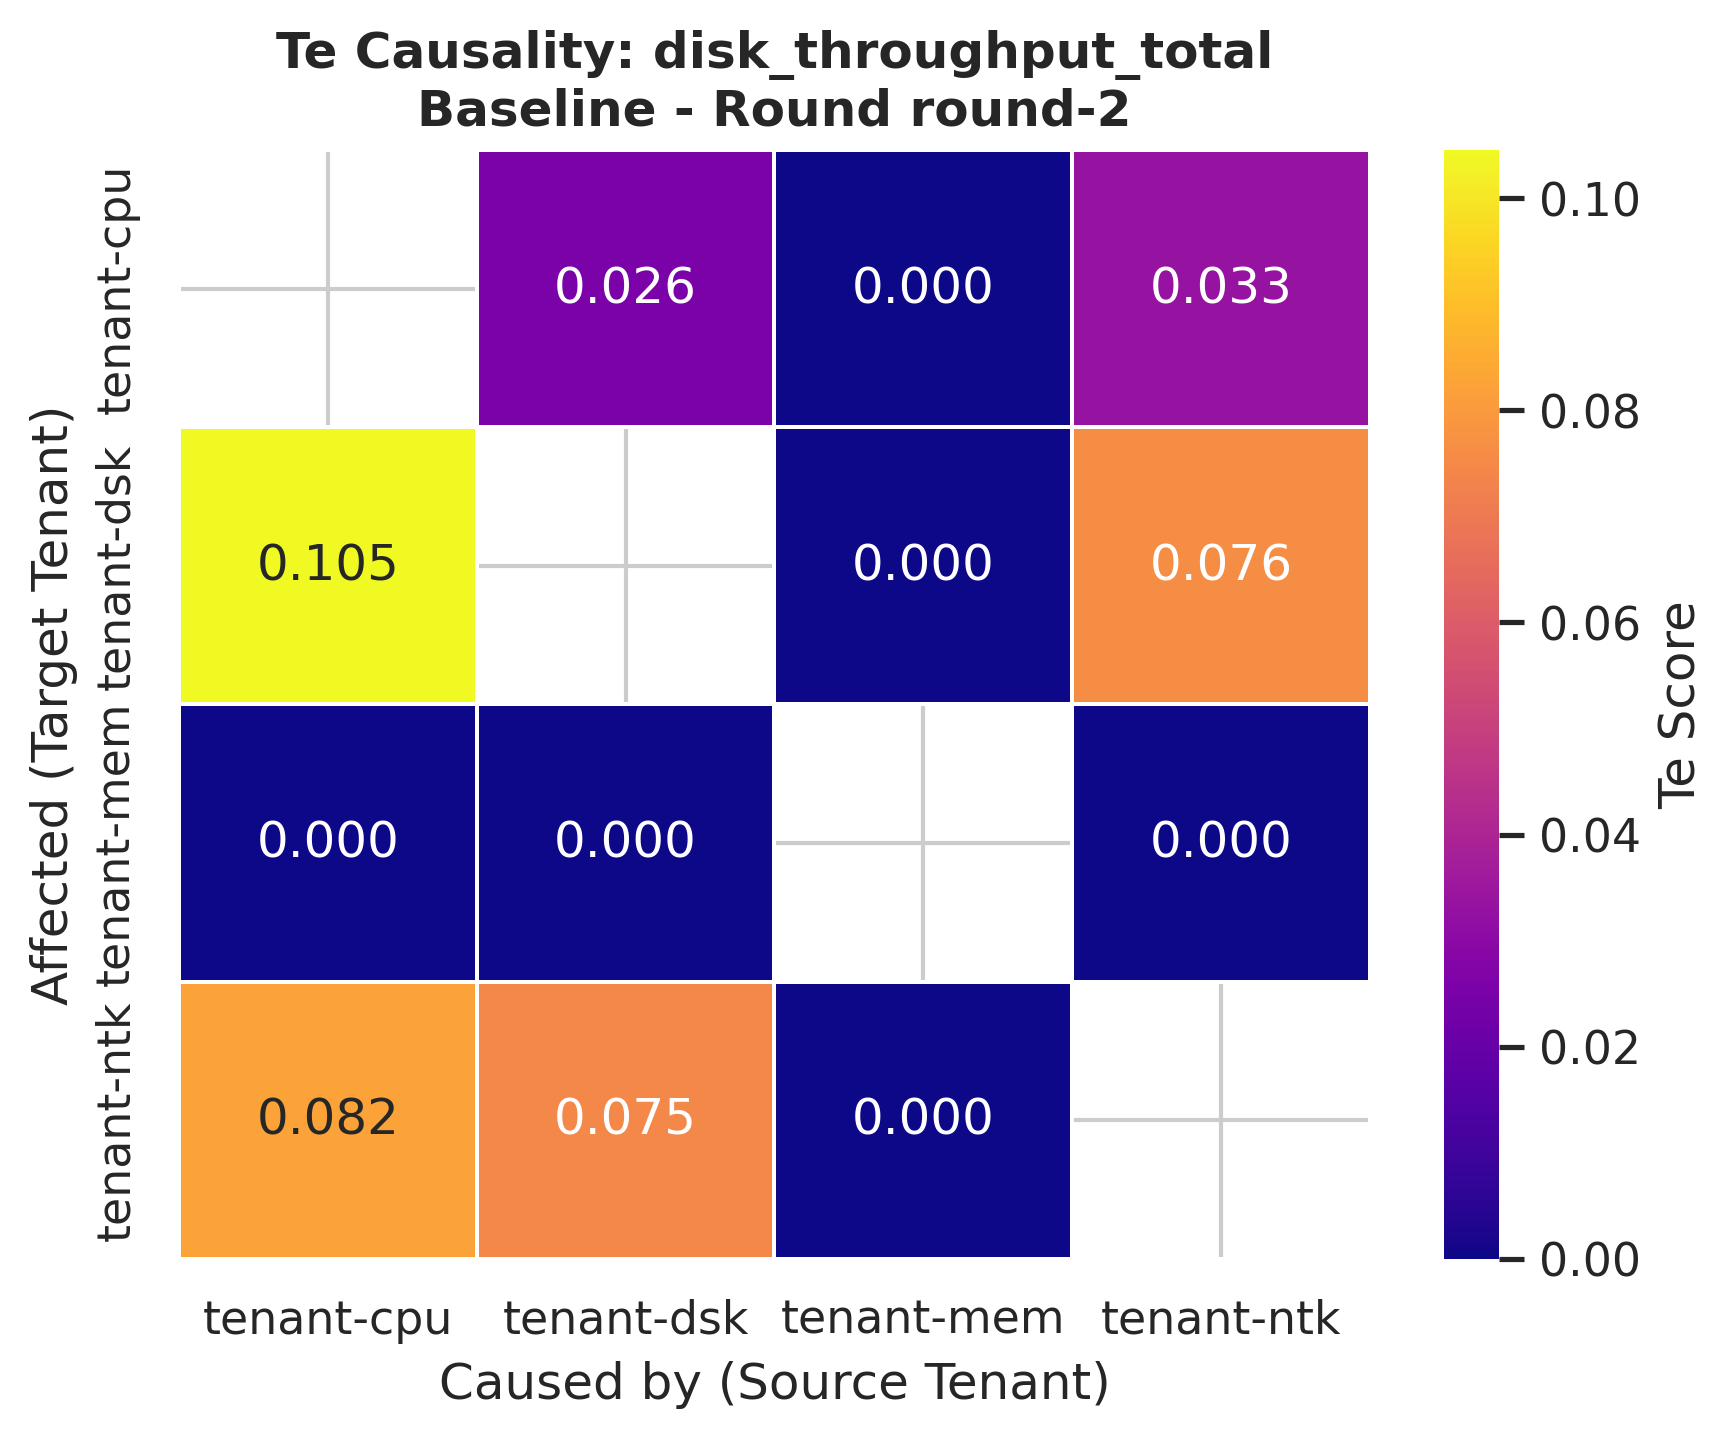 Te Causality: disk_throughput_total
Baseline - Round round-2
Affected (Target Tenant)
tenant-cpu
0.026
0.000
0.033
tenant-dsk
0.105
0.000
0.076
tenant-mem
0.000
0.000
0.000
tenant-ntk
0.082
0.075
0.000
tenant-cpu
tenant-dsk
tenant-mem
tenant-ntk
Caused by (Source Tenant)
0.10
0.08
0.06
0.04
0.02
0.00
Te Score